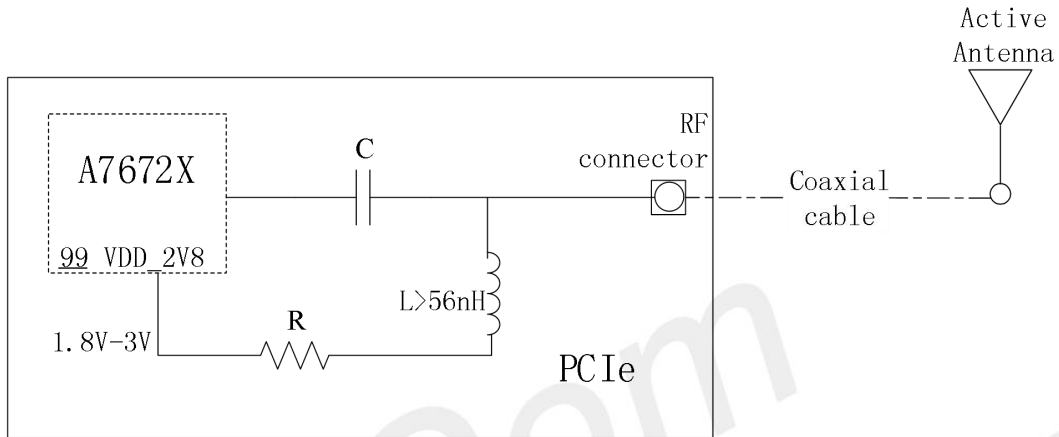 Active
Antenna
RF
connector
A7672X
C
Coaxial
cable
99 VDD_2V8
L>56nH
R
1.8V-3V
PCIe